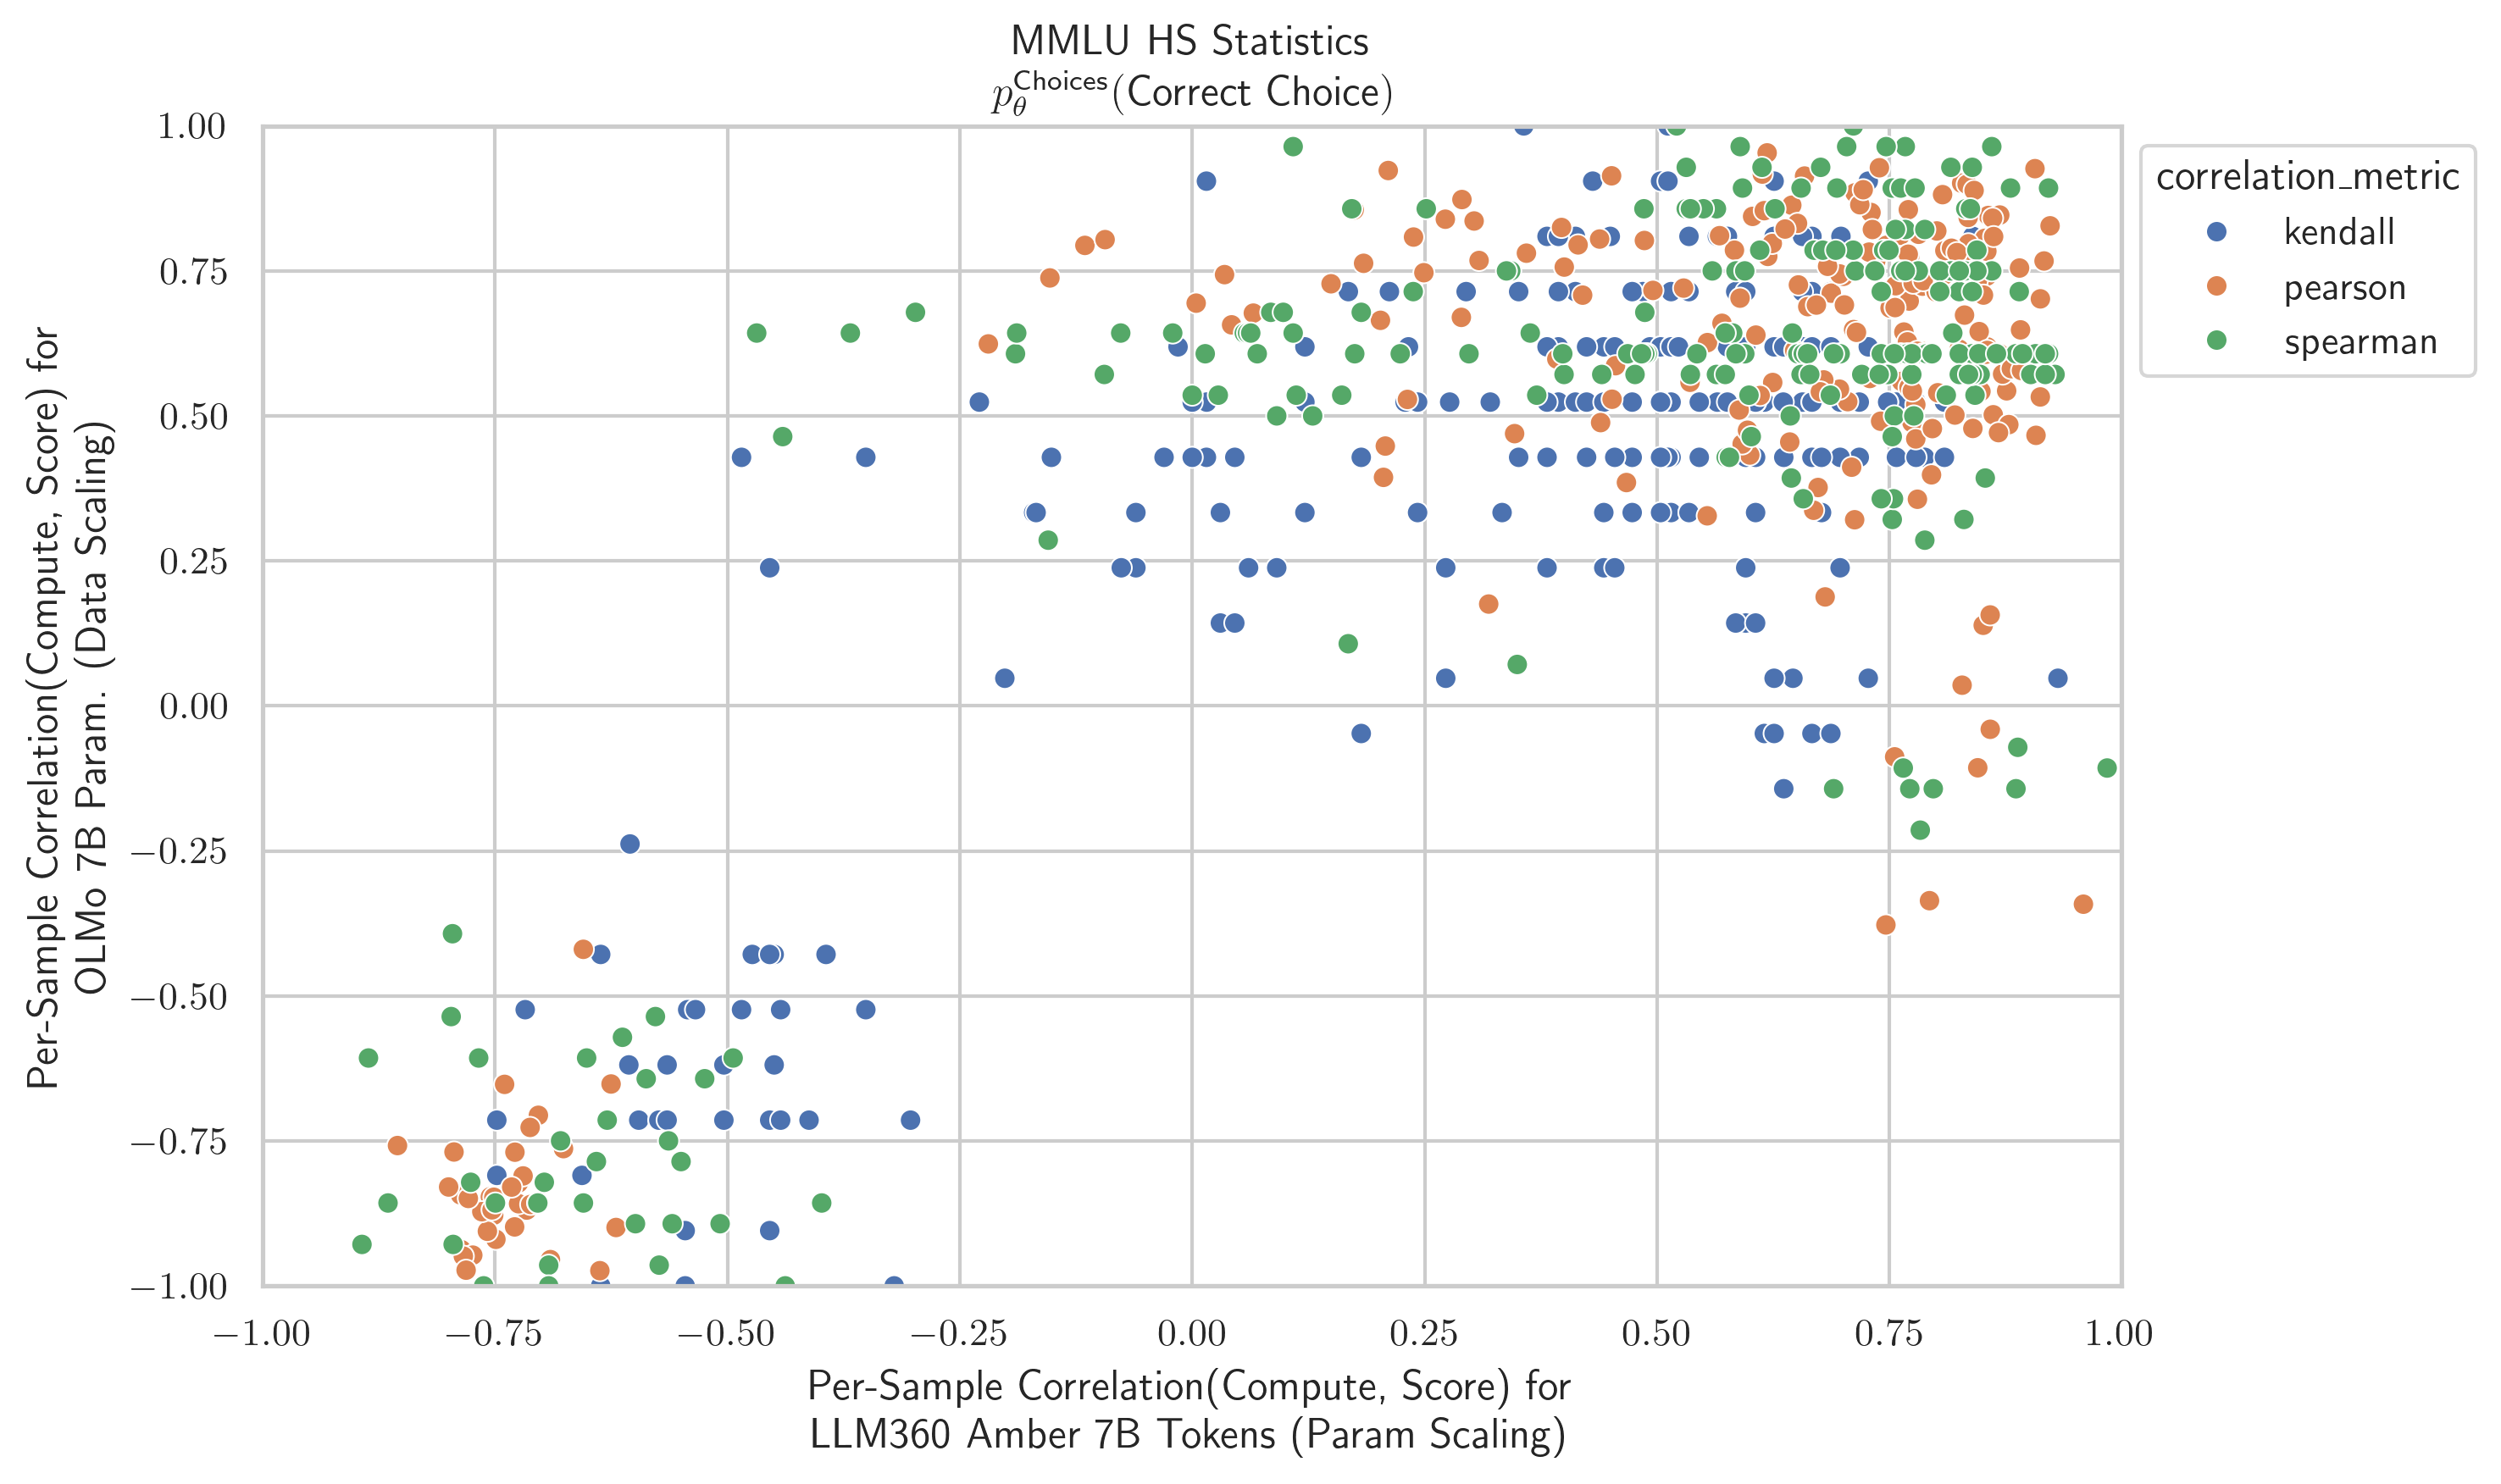 MMLU HS Statistics
p_θ^Choices(Correct Choice)
1.00
0.75
0.50
0.25
0.00
−0.25
−0.50
−0.75
−1.00
Per-Sample Correlation(Compute, Score) for
OLMo 7B Param. (Data Scaling)
−1.00
−0.75
−0.50
−0.25
0.00
0.25
0.50
0.75
1.00
Per-Sample Correlation(Compute, Score) for
LLM360 Amber 7B Tokens (Param Scaling)
correlation_metric
kendall
pearson
spearman